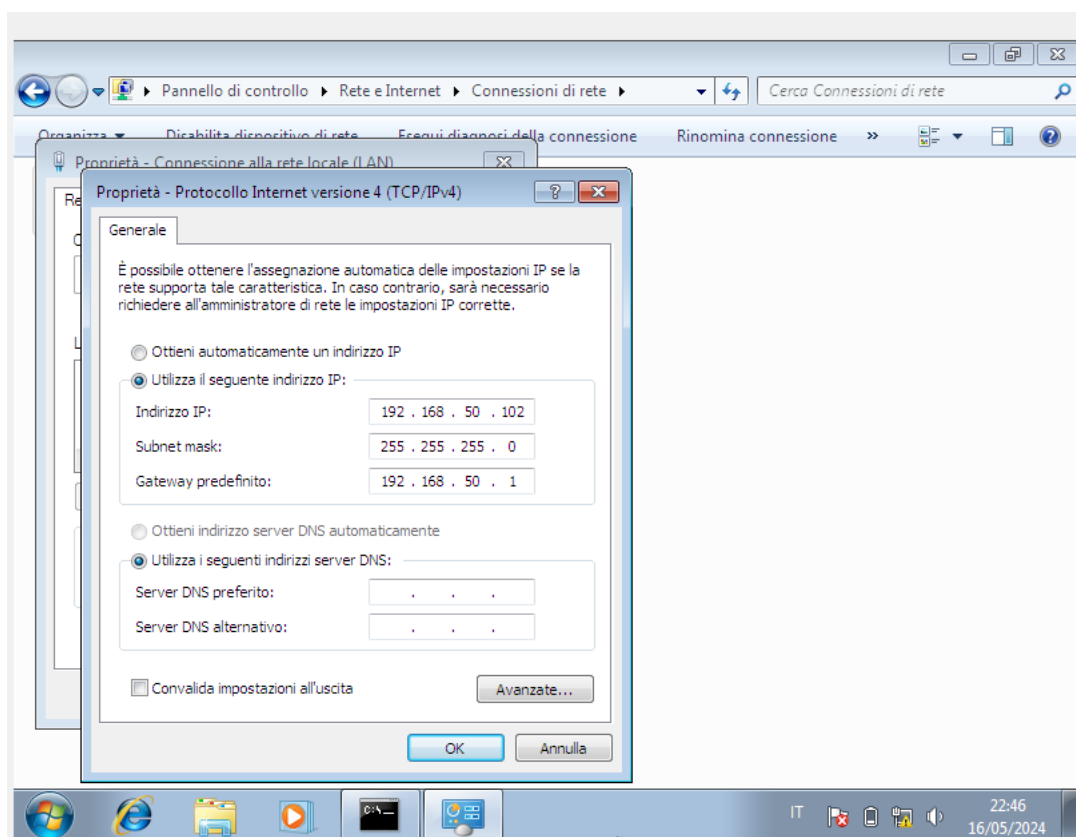 Pannello di controllo Rete e Internet Connessioni di rete
Cerca Connessioni di rete
Organizza Disabilita dispositivo di rete Esegui diagnosi della connessione Rinomina connessione »
Proprietà - Connessione alla rete locale (LAN)
Re
Proprietà - Protocollo Internet versione 4 (TCP/IPv4)
Generale
È possibile ottenere l'assegnazione automatica delle impostazioni IP se la
rete supporta tale caratteristica. In caso contrario, sarà necessario
richiedere all'amministratore di rete le impostazioni IP corrette.
Ottieni automaticamente un indirizzo IP
Utilizza il seguente indirizzo IP:
Indirizzo IP: 192 . 168 . 50 . 102
Subnet mask: 255 . 255 . 255 . 0
Gateway predefinito: 192 . 168 . 50 . 1
Ottieni indirizzo server DNS automaticamente
Utilizza i seguenti indirizzi server DNS:
Server DNS preferito: . . .
Server DNS alternativo: . . .
Convalida impostazioni all'uscita
Avanzate...
OK Annulla
IT
22:46
16/05/2024